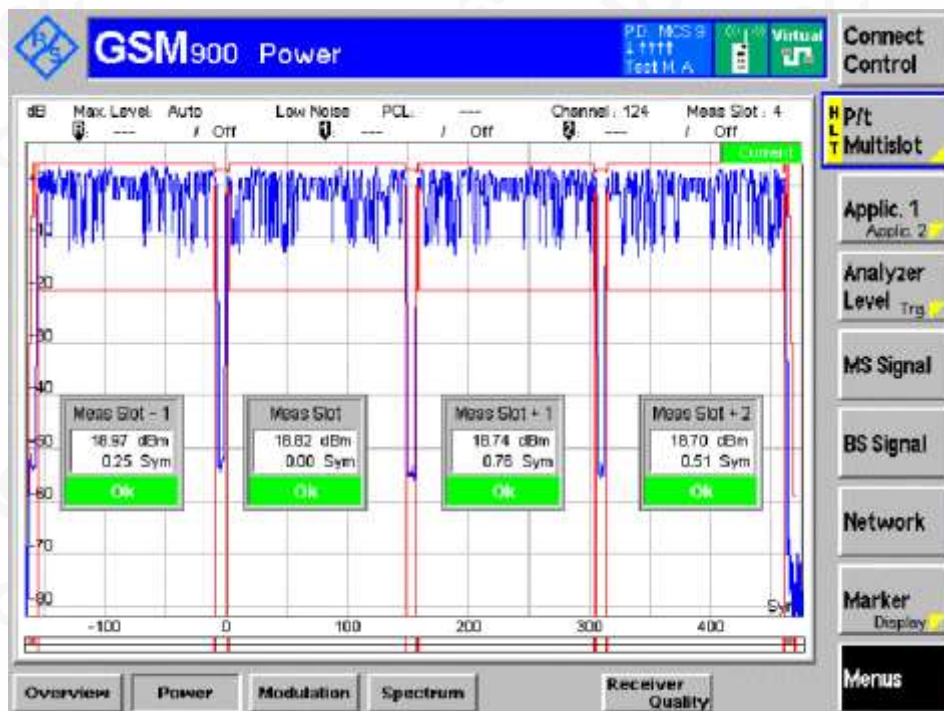 R S
GSM900 Power
P.D. MCS 9
Test M. A
Virtual
Connect Control
dB Max. Level: Auto Low Noise PCL: --- Channel: 124 Meas Slot: 4
R: --- / Off 1 --- / Off 2 --- / Off
Current
H L T
P/t Multislot
Applic. 1
Applic. 2
Analyzer Level
Trg.
MS Signal
BS Signal
Network
Marker
Display
Menus
-10
-20
-30
-40
-50
-60
-70
-80
Meas Slot - 1
18.97 dBm
0.25 Sym
Ok
Meas Slot
18.82 dBm
0.00 Sym
Ok
Meas Slot + 1
18.74 dBm
0.76 Sym
Ok
Meas Slot + 2
18.70 dBm
0.51 Sym
Ok
-100 0 100 200 300 400
Sym
Overview Power Modulation Spectrum Receiver Quality